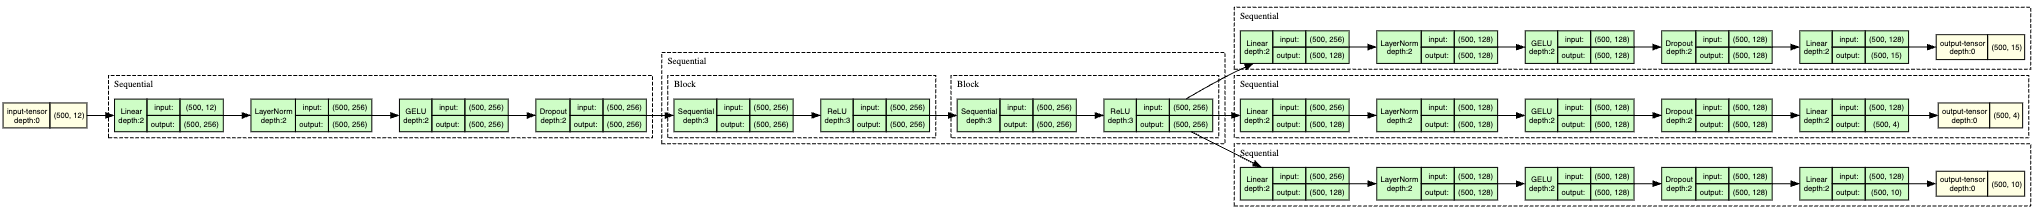 input-tensor
depth:0
(500, 12)
Sequential
Linear
depth:2
input:
(500, 12)
output:
(500, 256)
LayerNorm
depth:2
input:
(500, 256)
output:
(500, 256)
GELU
depth:2
input:
(500, 256)
output:
(500, 256)
Dropout
depth:2
input:
(500, 256)
output:
(500, 256)
Sequential
Block
Sequential
depth:3
input:
(500, 256)
output:
(500, 256)
ReLU
depth:3
input:
(500, 256)
output:
(500, 256)
Block
Sequential
depth:3
input:
(500, 256)
output:
(500, 256)
ReLU
depth:3
input:
(500, 256)
output:
(500, 256)
Sequential
Linear
depth:2
input:
(500, 256)
output:
(500, 128)
LayerNorm
depth:2
input:
(500, 128)
output:
(500, 128)
GELU
depth:2
input:
(500, 128)
output:
(500, 128)
Dropout
depth:2
input:
(500, 128)
output:
(500, 128)
Linear
depth:2
input:
(500, 128)
output:
(500, 15)
output-tensor
depth:0
(500, 15)
Sequential
Linear
depth:2
input:
(500, 256)
output:
(500, 128)
LayerNorm
depth:2
input:
(500, 128)
output:
(500, 128)
GELU
depth:2
input:
(500, 128)
output:
(500, 128)
Dropout
depth:2
input:
(500, 128)
output:
(500, 128)
Linear
depth:2
input:
(500, 128)
output:
(500, 4)
output-tensor
depth:0
(500, 4)
Sequential
Linear
depth:2
input:
(500, 256)
output:
(500, 128)
LayerNorm
depth:2
input:
(500, 128)
output:
(500, 128)
GELU
depth:2
input:
(500, 128)
output:
(500, 128)
Dropout
depth:2
input:
(500, 128)
output:
(500, 128)
Linear
depth:2
input:
(500, 128)
output:
(500, 10)
output-tensor
depth:0
(500, 10)